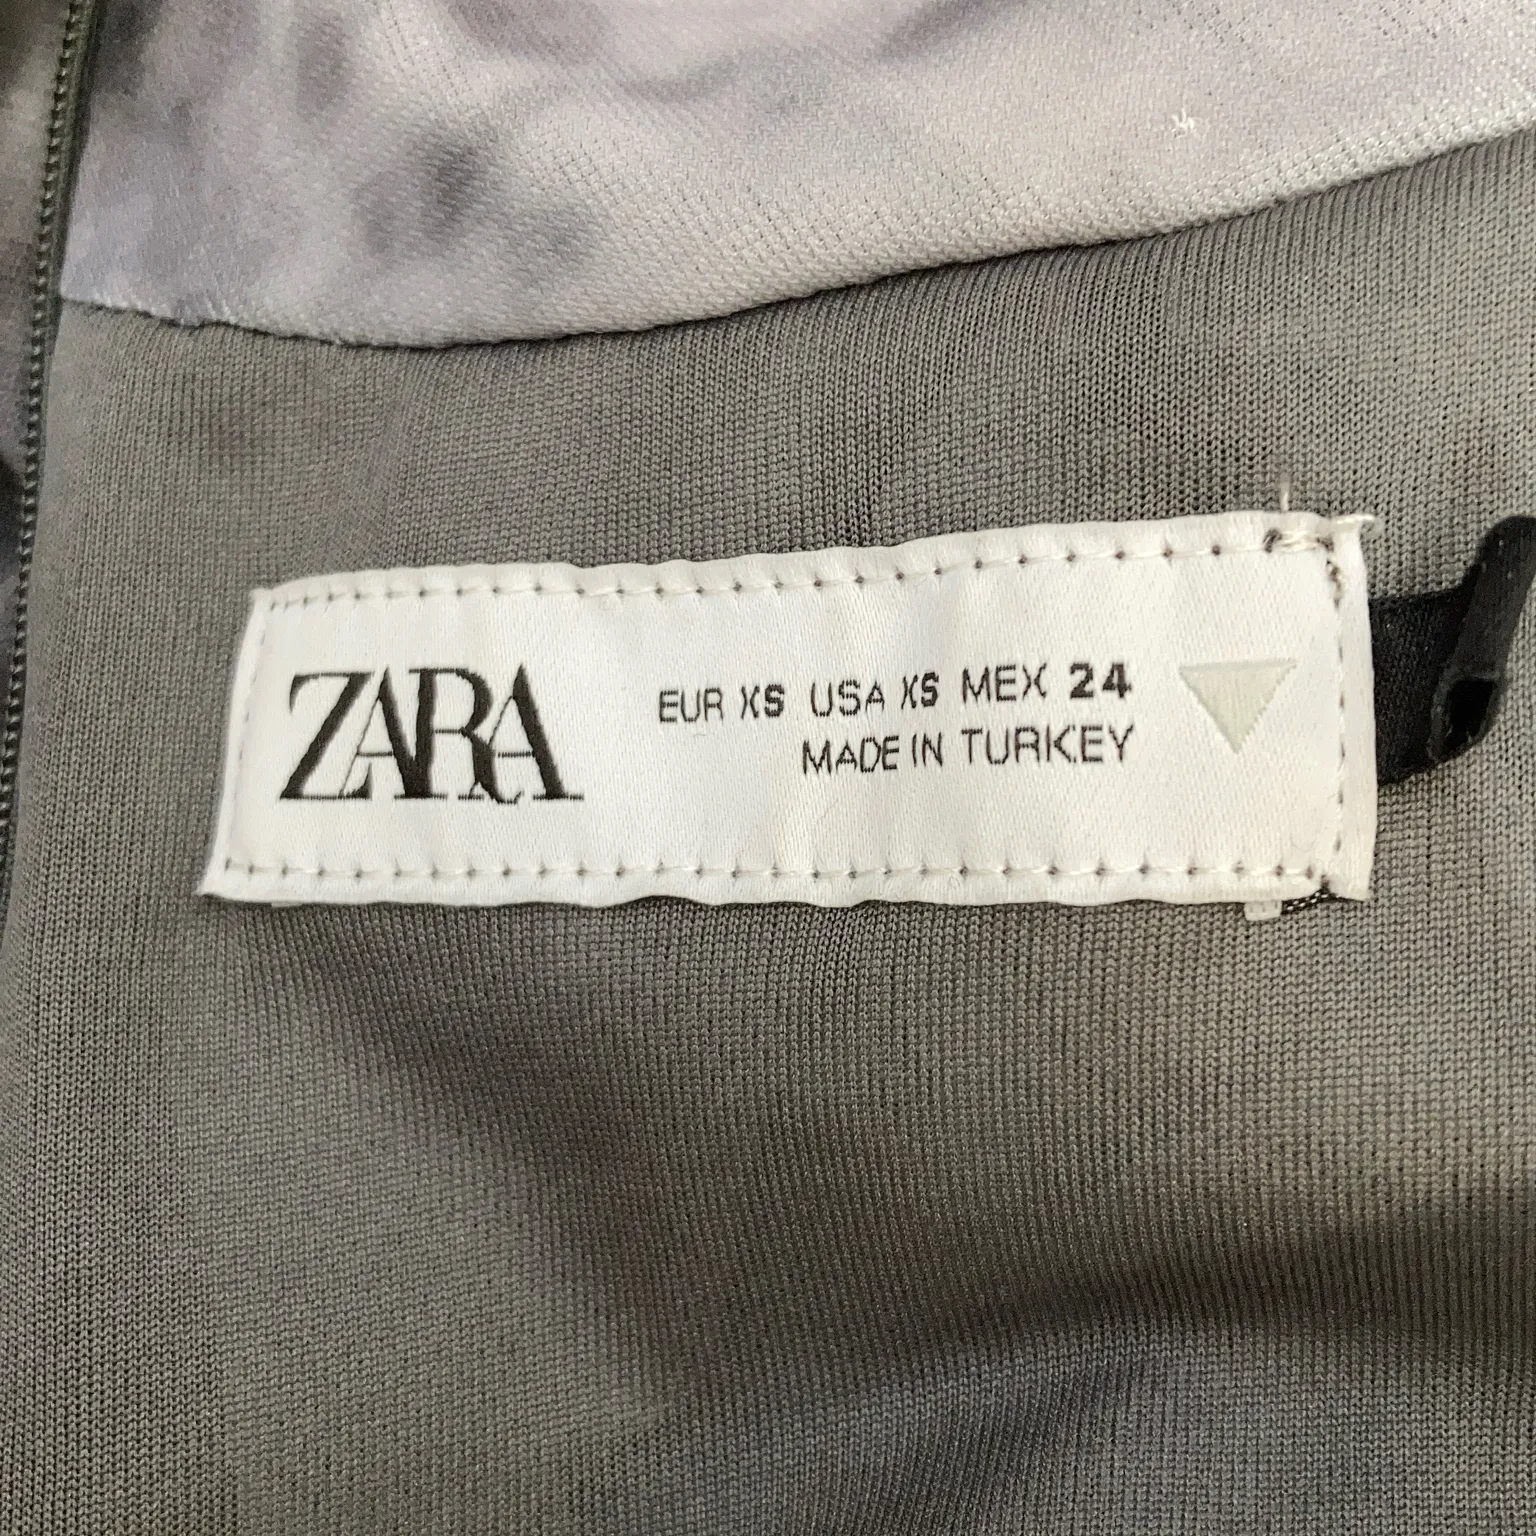 ZARA
EUR XS USA XS MEX 24
MADE IN TURKEY